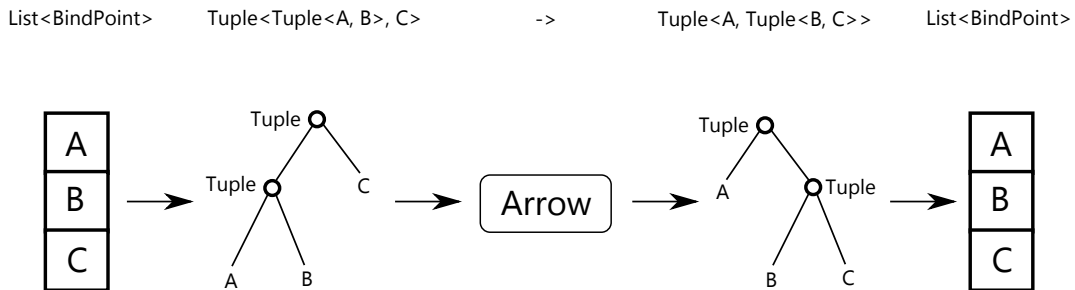 List<BindPoint> Tuple<Tuple<A, B>, C> -> Tuple<A, Tuple<B, C>> List<BindPoint>
Tuple
Tuple
A
A
Tuple
C
A
B
Arrow
Tuple
B
C
A
B
C
A
B
B
C
C